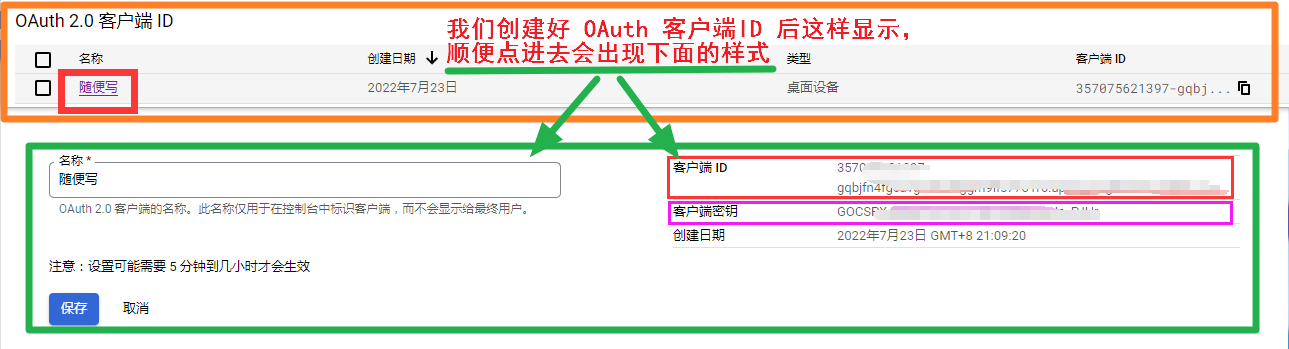 OAuth 2.0 客户端 ID
我们创建好 OAuth 客户端ID 后这样显示,
顺便点进去会出现下面的样式
名称 创建日期 类型 客户端 ID
随便写 2022年7月23日 桌面设备 357075621397-gqbj...
名称 *
随便写
OAuth 2.0 客户端的名称。此名称仅用于在控制台中标识客户端，而不会显示给最终用户。
客户端 ID
客户端密钥
创建日期 2022年7月23日 GMT+8 21:09:20
注意：设置可能需要 5 分钟到几小时才会生效
保存 取消